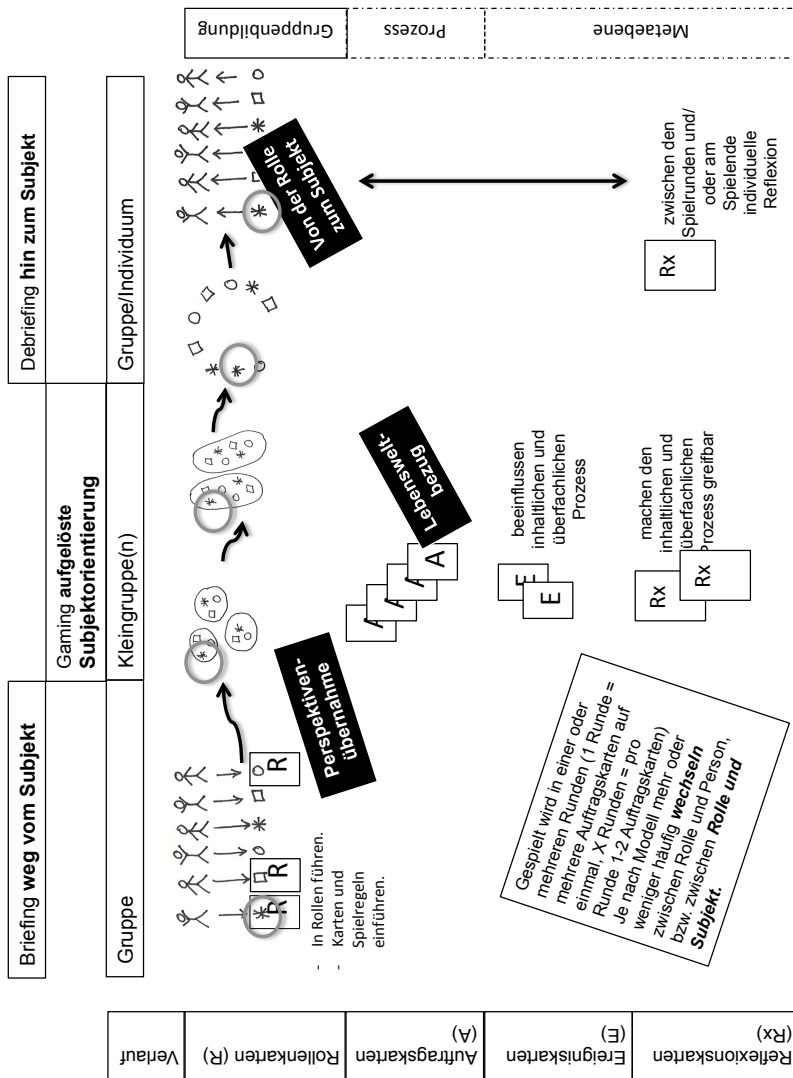 Briefing weg vom Subjekt
Debriefing hin zum Subjekt
Gaming aufgelöste
Subjektorientierung
Verlauf
Gruppe
Kleingruppe(n)
Gruppe/Individuum
Rollenkarten (R)
R
R
R
- In Rollen führen.
- Karten und
Spielregeln
einführen.
Perspektiven-
übernahme
Von der Rolle
zum Subjekt
Gruppenbildung
Auftragskarten
(A)
A
A
A
A
Lebenswelt-
bezug
Prozess
Ereigniskarten
(E)
E
E
beeinflussen
inhaltlichen und
überfachlichen
Prozess
Metaebene
Reflexionskarten
(Rx)
Gespielt wird in einer oder
mehreren Runden (1 Runde =
mehrere Auftragskarten auf
einmal, X Runden = pro
Runde 1-2 Auftragskarten)
Je nach Modell mehr oder
weniger häufig wechseln
zwischen Rolle und Person,
bzw. zwischen Rolle und
Subjekt.
Rx
Rx
machen den
inhaltlichen und
überfachlichen
Prozess greifbar
Rx
zwischen den
Spielrunden und/
oder am
Spielende
individuelle
Reflexion